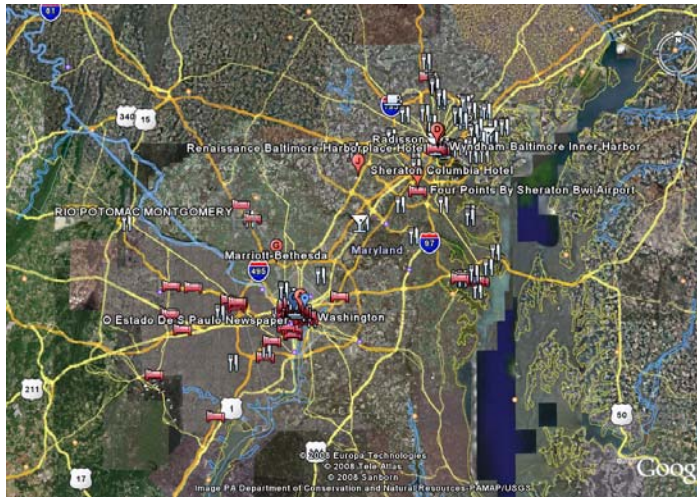 81
N
340
15
D
Radisson
Renaissance Baltimore Harborplace Hotel
Wyndham Baltimore Inner Harbor
J
Sheraton Columbia Hotel
Four Points By Sheraton Bwi Airport
RIO POTOMAC MONTGOMERY
G
Maryland
97
Marriott-Bethesda
495
O Estado De S Paulo Newspaper
Washington
211
1
50
17
© 2008 Europa Technologies
© 2008 Tele Atlas
© 2008 Sanborn
Image PA Department of Conservation and Natural Resources-PAMAP/USGS
Goog